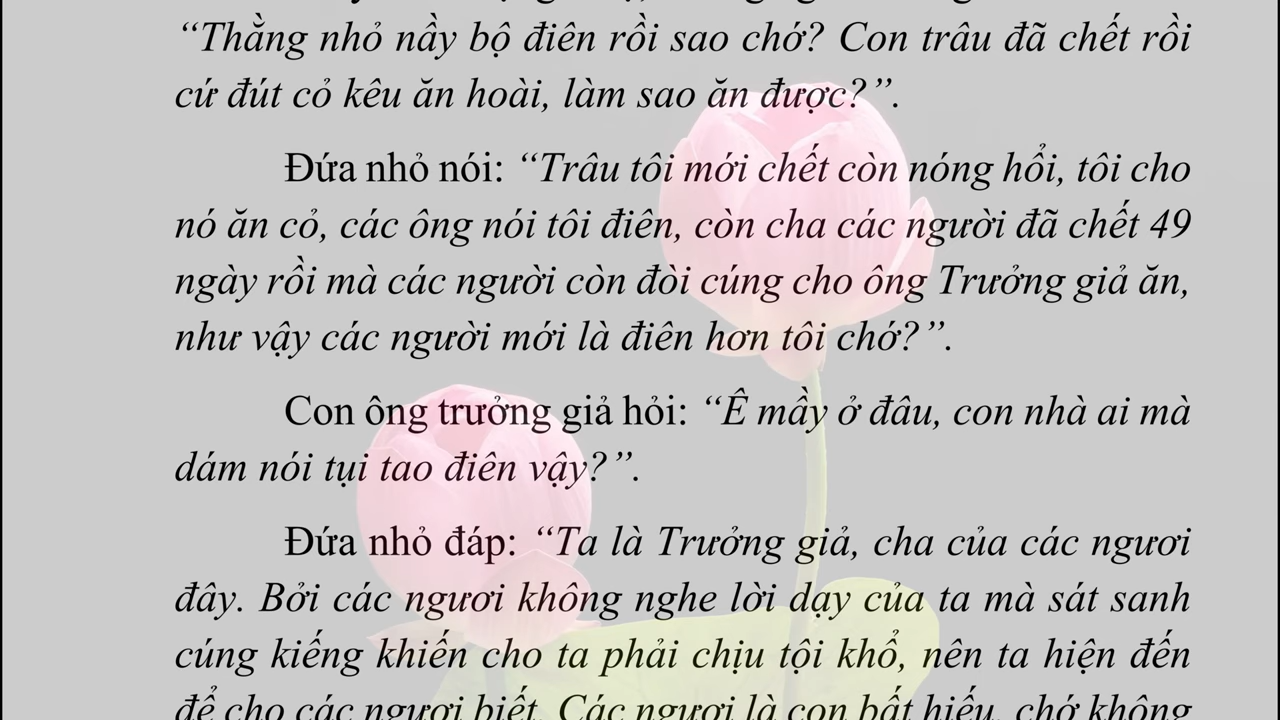 “Thằng nhỏ nầy bộ điên rồi sao chớ? Con trâu đã chết rồi
cứ đút cỏ kêu ăn hoài, làm sao ăn được?”.
Đứa nhỏ nói: “Trâu tôi mới chết còn nóng hổi, tôi cho
nó ăn cỏ, các ông nói tôi điên, còn cha các người đã chết 49
ngày rồi mà các người còn đòi cúng cho ông Trưởng giả ăn,
như vậy các người mới là điên hơn tôi chớ?”.
Con ông trưởng giả hỏi: “Ê mầy ở đâu, con nhà ai mà
dám nói tụi tao điên vậy?”.
Đứa nhỏ đáp: “Ta là Trưởng giả, cha của các ngươi
đây. Bởi các ngươi không nghe lời dạy của ta mà sát sanh
cúng kiếng khiến cho ta phải chịu tội khổ, nên ta hiện đến
để cho các ngươi biết. Các ngươi là con bất hiếu, chớ không